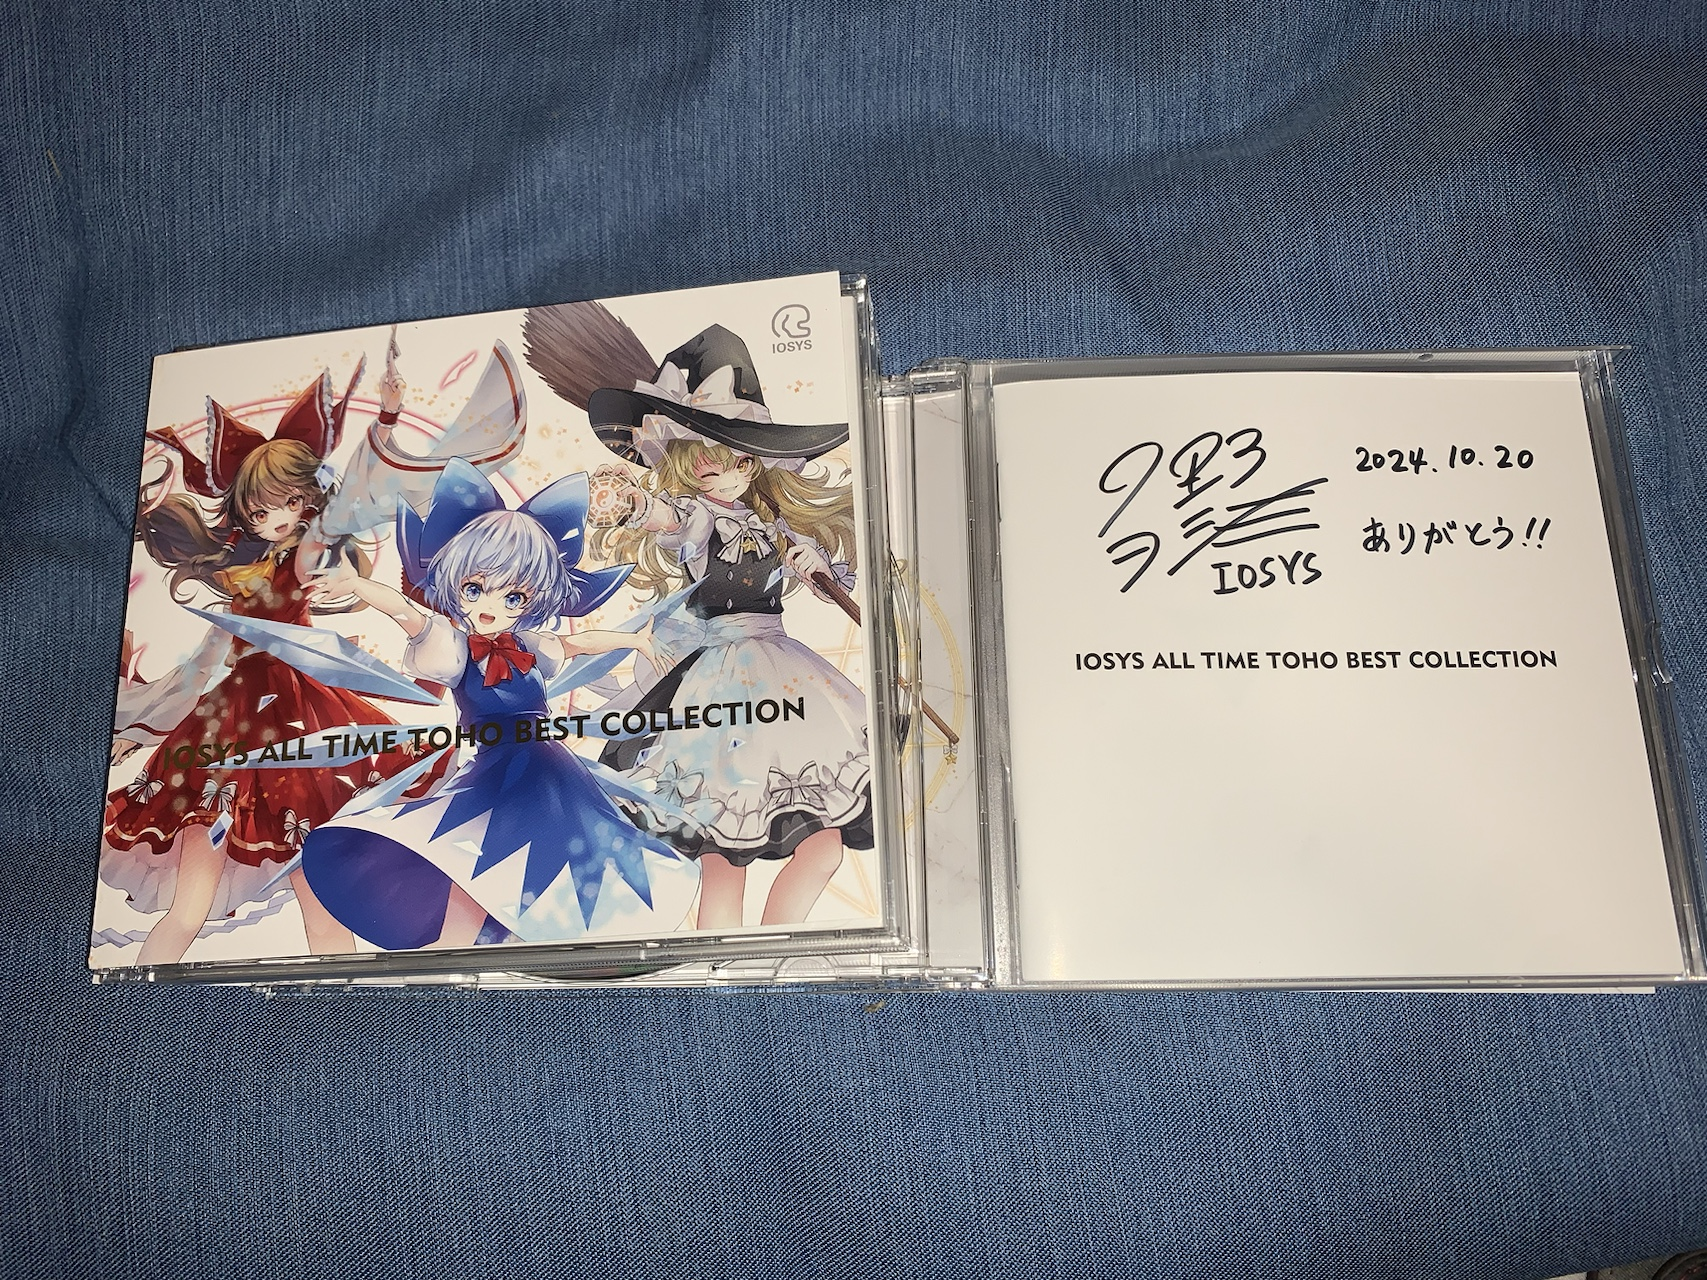 IOSYS
IOSYS ALL TIME TOHO BEST COLLECTION
2024.10.20
ありがとう!!
IOSYS
IOSYS ALL TIME TOHO BEST COLLECTION